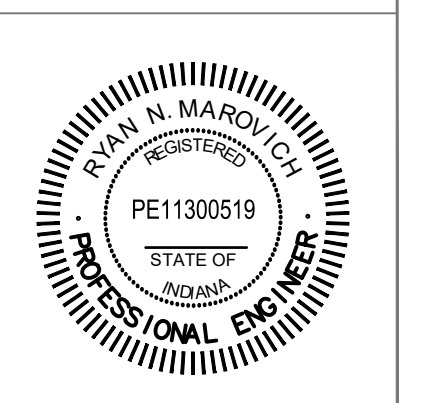 RYAN N. MAROVICH
REGISTERED
PE11300519
STATE OF
INDIANA
PROFESSIONAL ENGINEER